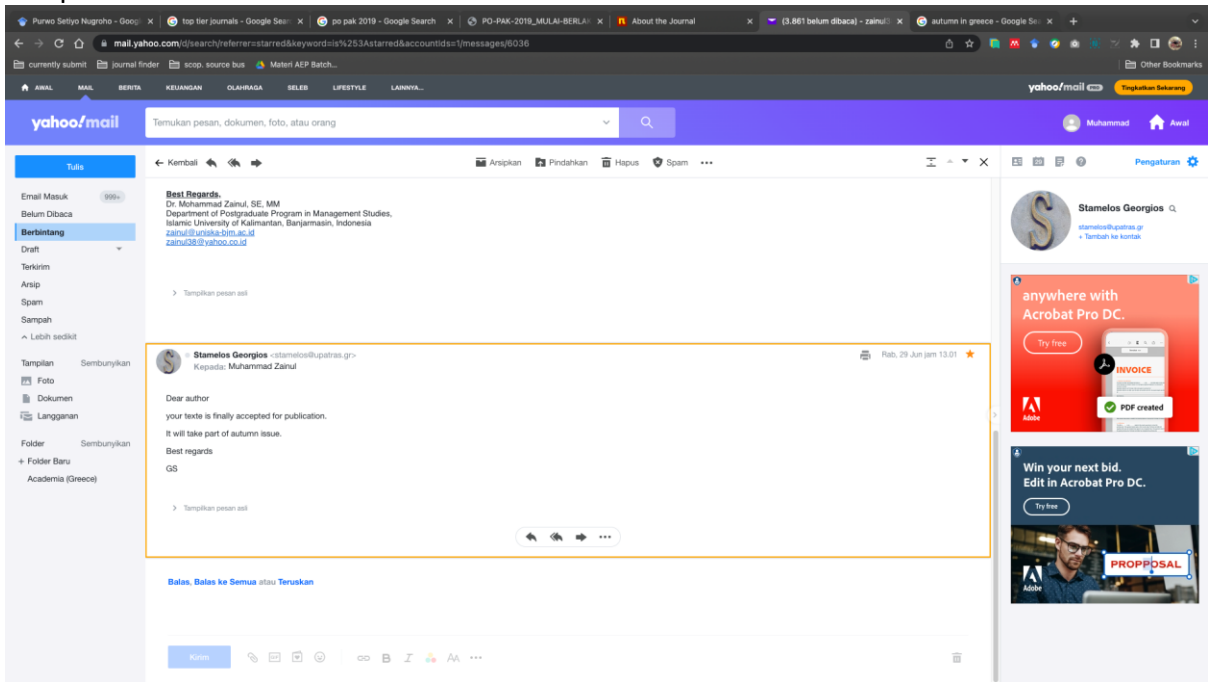 Purwo Setiyo Nugroho - Googl
top tier journals - Google Sear
po pak 2019 - Google Search
PO-PAK-2019_MULAI-BERLAK
About the Journal
(3.861 belum dibaca) - zainul3
autumn in greece - Google Se
mail.yahoo.com/d/search/referrer=starred&keyword=is%253Astarred&accountIds=1/messages/6036
currently submit
journal finder
scop. source bus
Materi AEP Batch...
Other Bookmarks
AWAL MAIL BERITA KEUANGAN OLAHRAGA SELEB LIFESTYLE LAINNYA...
yahoo!mail PRO
Tingkatkan Sekarang
yahoo!mail
Temukan pesan, dokumen, foto, atau orang
Muhammad
Awal
Tulis
Kembali
Arsipkan
Pindahkan
Hapus
Spam
Pengaturan
Email Masuk 999+
Belum Dibaca
Berbintang
Draft
Terkirim
Arsip
Spam
Sampah
Lebih sedikit
Tampilan Sembunyikan
Foto
Dokumen
Langganan
Folder Sembunyikan
+ Folder Baru
Academia (Greece)
Best Regards,
Dr. Mohammad Zainul, SE, MM
Department of Postgraduate Program in Management Studies,
Islamic University of Kalimantan, Banjarmasin, Indonesia
zainul@uniska-bjm.ac.id
zainul38@yahoo.co.id
Tampilkan pesan asli
Stamelos Georgios <stamelos@upatras.gr>
Kepada: Muhammad Zainul
Rab, 29 Jun jam 13.01
Dear author
your texte is finally accepted for publication.
It will take part of autumn issue.
Best regards
GS
Tampilkan pesan asli
Balas, Balas ke Semua atau Teruskan
Kirim
Stamelos Georgios
stamelos@upatras.gr
+ Tambah ke kontak
anywhere with
Acrobat Pro DC.
Try free
INVOICE
PDF created
Adobe
Win your next bid.
Edit in Acrobat Pro DC.
Try free
PROPPOSAL
Adobe